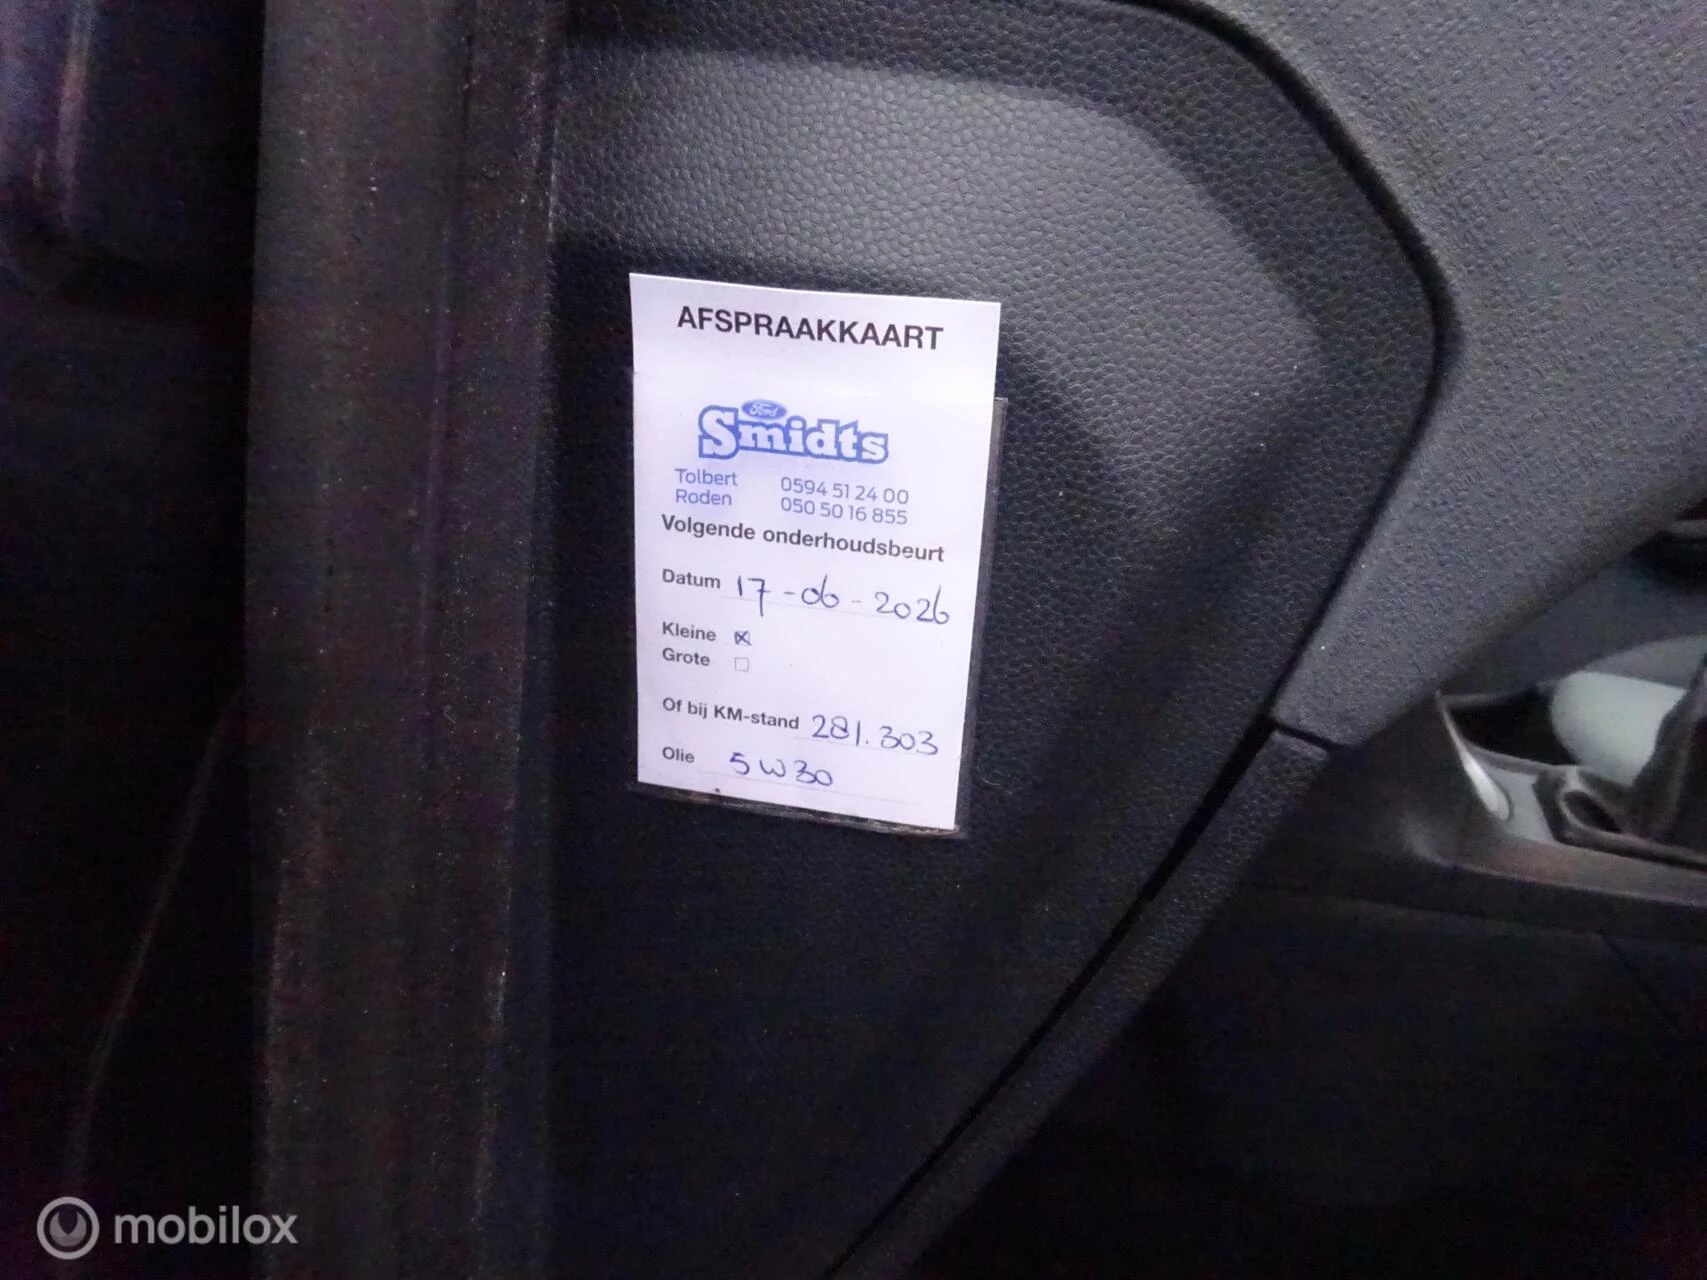 AFSPRAAKKAART
Ford
Smidts
Tolbert 0594 51 24 00
Roden 050 50 16 855
Volgende onderhoudsbeurt
Datum 17-06-2026
Kleine
Grote
Of bij KM-stand 281.303
Olie 5W30
mobilox